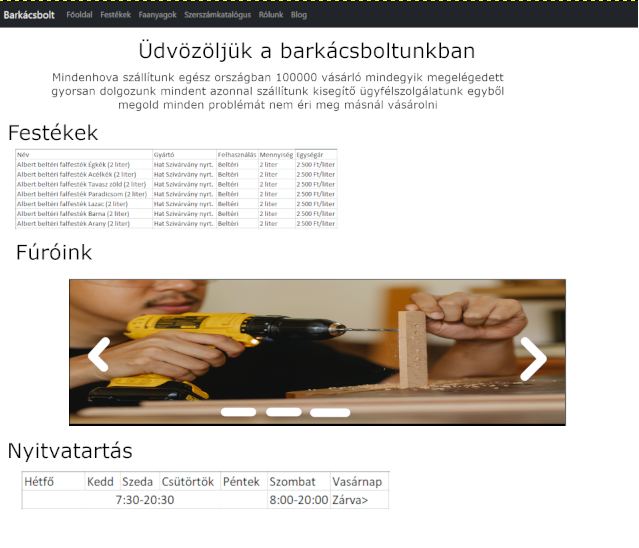 Barkácsbolt Főoldal Festékek Faanyagok Szerszámkatalógus Rólunk Blog
Üdvözöljük a barkácsboltunkban
Mindenhova szállítunk egész országban 100000 vásárló mindegyik megelégedett
gyorsan dolgozunk mindent azonnal szállítunk kisegítő ügyfélszolgálatunk egyből
megold minden problémát nem éri meg másnál vásárolni
Festékek
Név Gyártó Felhasználás Mennyiség Egységár
Albert beltéri falfesték Égkék (2 liter) Hat Szivárvány nyrt. Beltéri 2 liter 2 500 Ft/liter
Albert beltéri falfesték Acélkék (2 liter) Hat Szivárvány nyrt. Beltéri 2 liter 2 500 Ft/liter
Albert beltéri falfesték Tavasz zöld (2 liter) Hat Szivárvány nyrt. Beltéri 2 liter 2 500 Ft/liter
Albert beltéri falfesték Paradicsom (2 liter) Hat Szivárvány nyrt. Beltéri 2 liter 2 500 Ft/liter
Albert beltéri falfesték Lazac (2 liter) Hat Szivárvány nyrt. Beltéri 2 liter 2 500 Ft/liter
Albert beltéri falfesték Barna (2 liter) Hat Szivárvány nyrt. Beltéri 2 liter 2 500 Ft/liter
Albert beltéri falfesték Arany (2 liter) Hat Szivárvány nyrt. Beltéri 2 liter 2 500 Ft/liter
Fúróink
Nyitvatartás
Hétfő Kedd Szeda Csütörtök Péntek Szombat Vasárnap
7:30-20:30 8:00-20:00 Zárva>